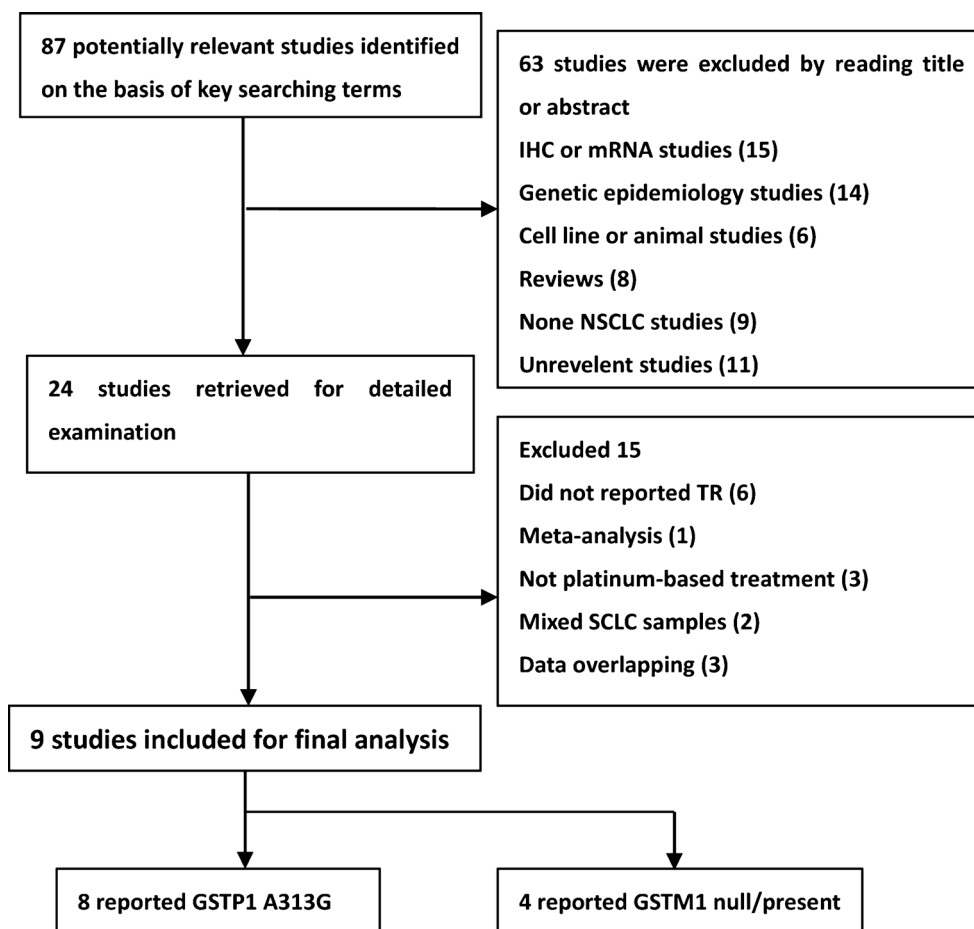 87 potentially relevant studies identified
on the basis of key searching terms
63 studies were excluded by reading title
or abstract
IHC or mRNA studies (15)
Genetic epidemiology studies (14)
Cell line or animal studies (6)
Reviews (8)
None NSCLC studies (9)
Unrevelent studies (11)
24 studies retrieved for detailed
examination
Excluded 15
Did not reported TR (6)
Meta-analysis (1)
Not platinum-based treatment (3)
Mixed SCLC samples (2)
Data overlapping (3)
9 studies included for final analysis
8 reported GSTP1 A313G
4 reported GSTM1 null/present